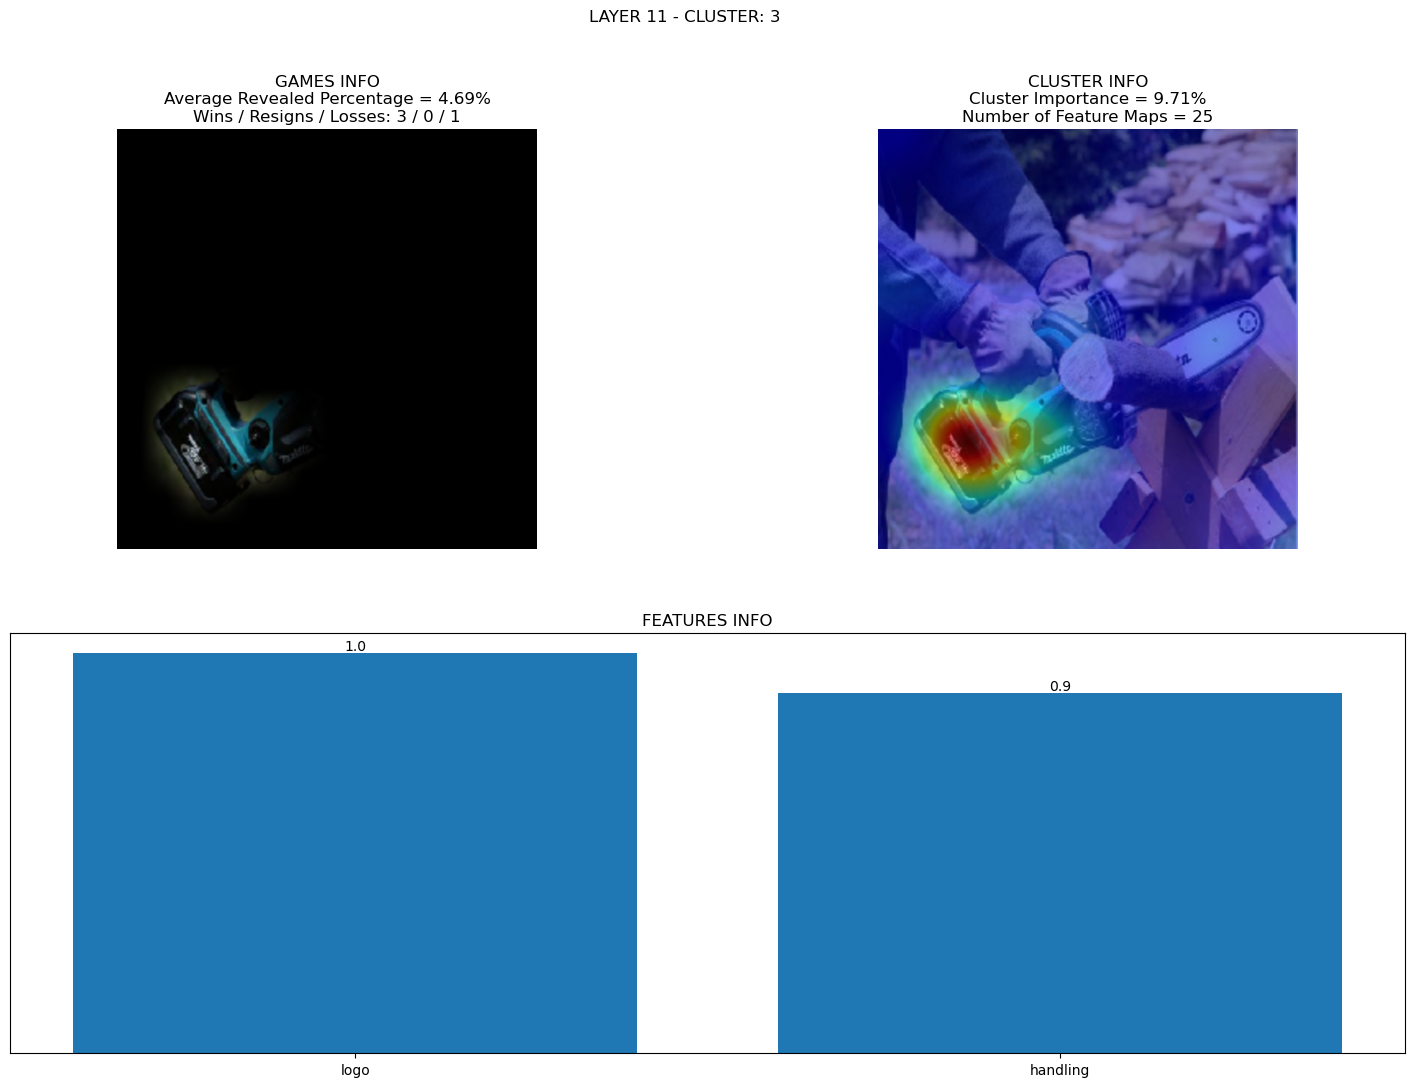 LAYER 11 - CLUSTER: 3
GAMES INFO
Average Revealed Percentage = 4.69%
Wins / Resigns / Losses: 3 / 0 / 1
CLUSTER INFO
Cluster Importance = 9.71%
Number of Feature Maps = 25
makita
FEATURES INFO
1.0
0.9
logo
handling